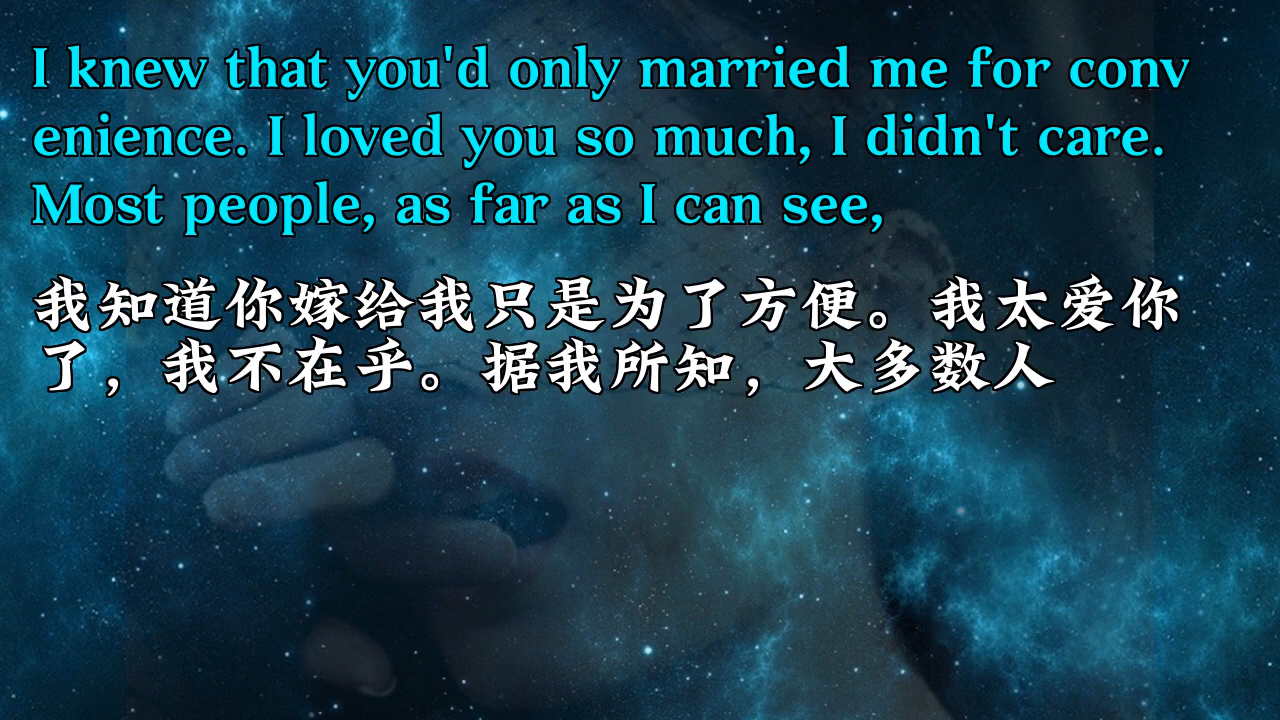 I knew that you'd only married me for conv
enience. I loved you so much, I didn't care.
Most people, as far as I can see,
我知道你嫁给我只是为了方便。我太爱你
了，我不在乎。据我所知，大多数人